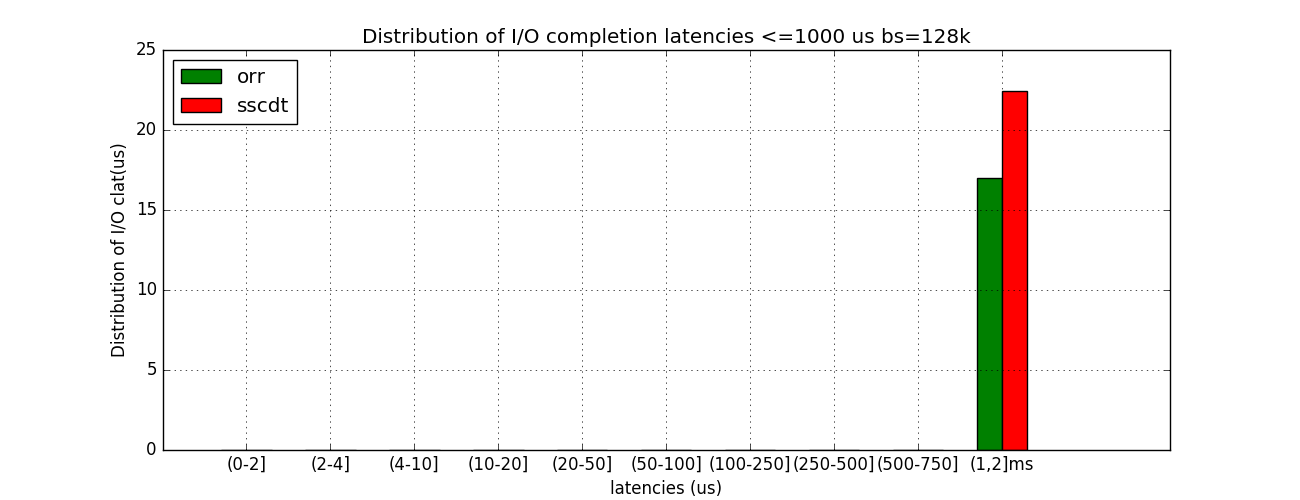 Distribution of I/O completion latencies <=1000 us bs=128k
25
20
15
10
5
0
orr
sscdt
Distribution of I/O clat(us)
(0-2] (2-4] (4-10] (10-20] (20-50] (50-100] (100-250] (250-500] (500-750] (1,2]ms
latencies (us)